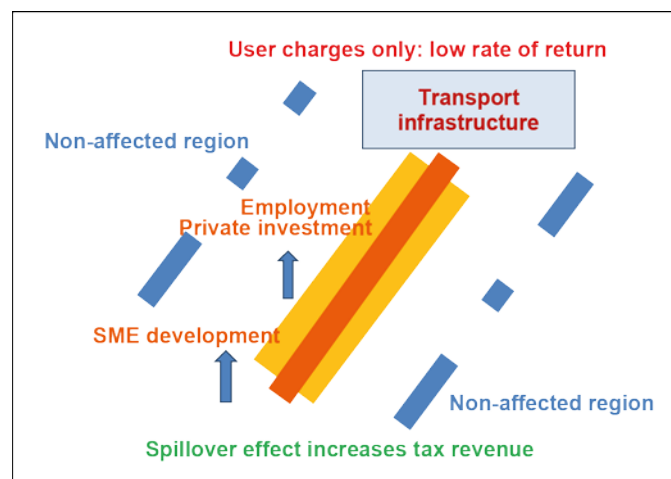 User charges only: low rate of return
Transport
infrastructure
Non-affected region
Employment
Private investment
SME development
Non-affected region
Spillover effect increases tax revenue